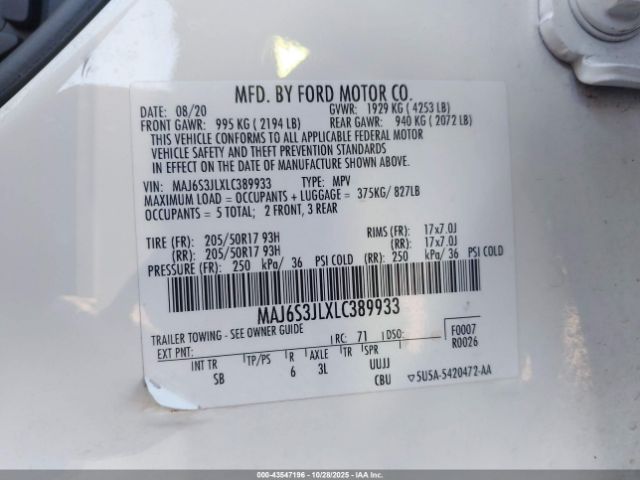 MFD. BY FORD MOTOR CO.
DATE: 08/20 GVWR: 1929 KG ( 4253 LB)
FRONT GAWR: 995 KG ( 2194 LB) REAR GAWR: 940 KG ( 2072 LB)
THIS VEHICLE CONFORMS TO ALL APPLICABLE FEDERAL MOTOR
VEHICLE SAFETY AND THEFT PREVENTION STANDARDS
IN EFFECT ON THE DATE OF MANUFACTURE SHOWN ABOVE.
VIN: MAJ6S3JLXLC389933 TYPE: MPV
MAXIMUM LOAD = OCCUPANTS + LUGGAGE = 375KG/ 827LB
OCCUPANTS = 5 TOTAL; 2 FRONT, 3 REAR
TIRE (FR): 205/50R17 93H RIMS (FR): 17x7.0J
(RR): 205/50R17 93H (RR): 17x7.0J
PRESSURE (FR): 250 kPa/ 36 PSI COLD (RR): 250 kPa/ 36 PSI COLD
MAJ6S3JLXLC389933
TRAILER TOWING - SEE OWNER GUIDE
EXT PNT: RC: 71 DSO: F0007
R0026
INT TR TP/PS R AXLE TR SPR UUJJ
SB 6 3L CBU
SU5A-5420472-AA
000-43547196 - 10/28/2025 - IAAI, Inc.